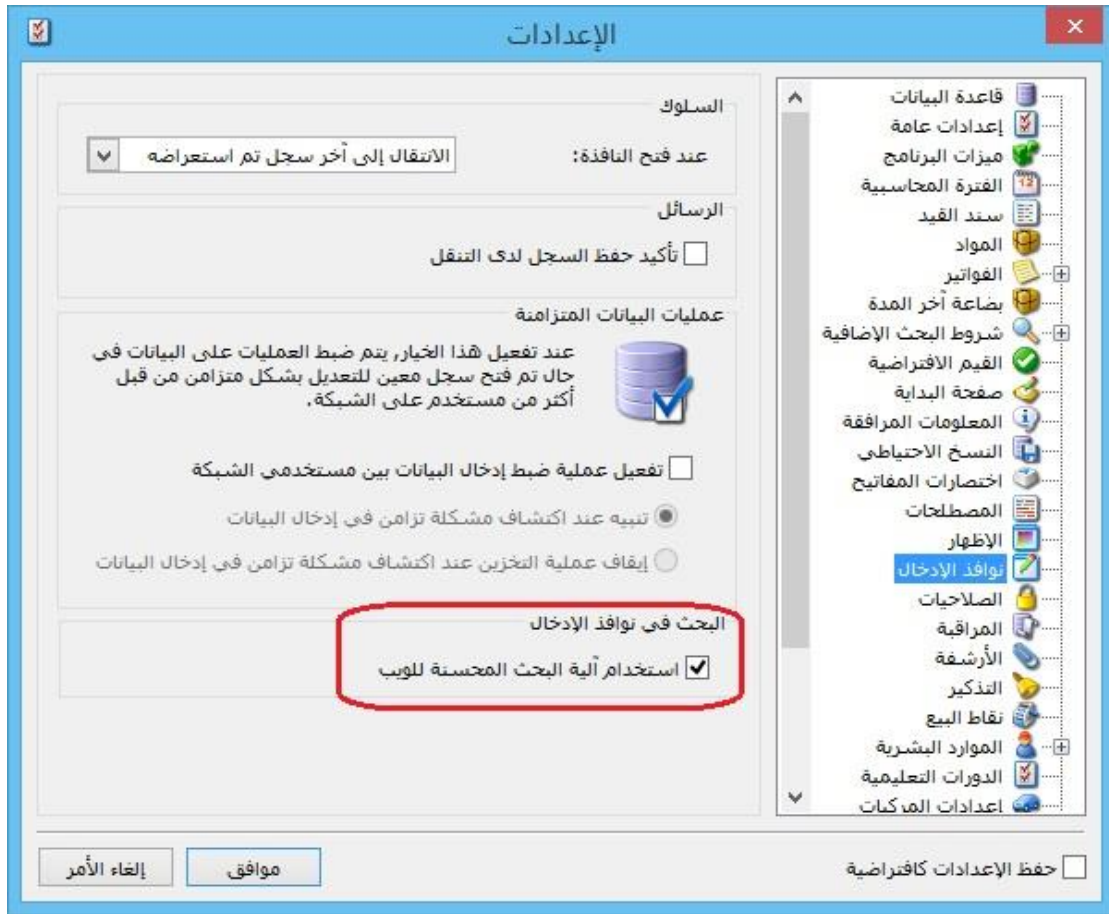 الإعدادات
قاعدة البيانات
إعدادات عامة
ميزات البرنامج
الفترة المحاسبية
سند القيد
المواد
الفواتير
بضاعة آخر المدة
شروط البحث الإضافية
القيم الافتراضية
صفحة البداية
المعلومات المرافقة
النسخ الاحتياطي
اختصارات المفاتيح
المصطلحات
الإظهار
نوافذ الإدخال
الصلاحيات
المراقبة
الأرشفة
التذكير
نقاط البيع
الموارد البشرية
الدورات التعليمية
إعدادات المركبات
السلوك
عند فتح النافذة: الانتقال إلى آخر سجل تم استعراضه
الرسائل
تأكيد حفظ السجل لدى التنقل
عمليات البيانات المتزامنة
عند تفعيل هذا الخيار, يتم ضبط العمليات على البيانات في
حال تم فتح سجل معين للتعديل بشكل متزامن من قبل
أكثر من مستخدم على الشبكة.
تفعيل عملية ضبط إدخال البيانات بين مستخدمي الشبكة
تنبيه عند اكتشاف مشكلة تزامن في إدخال البيانات
إيقاف عملية التخزين عند اكتشاف مشكلة تزامن في إدخال البيانات
البحث في نوافذ الإدخال
استخدام آلية البحث المحسنة للويب
حفظ الإعدادات كافتراضية
موافق
إلغاء الأمر